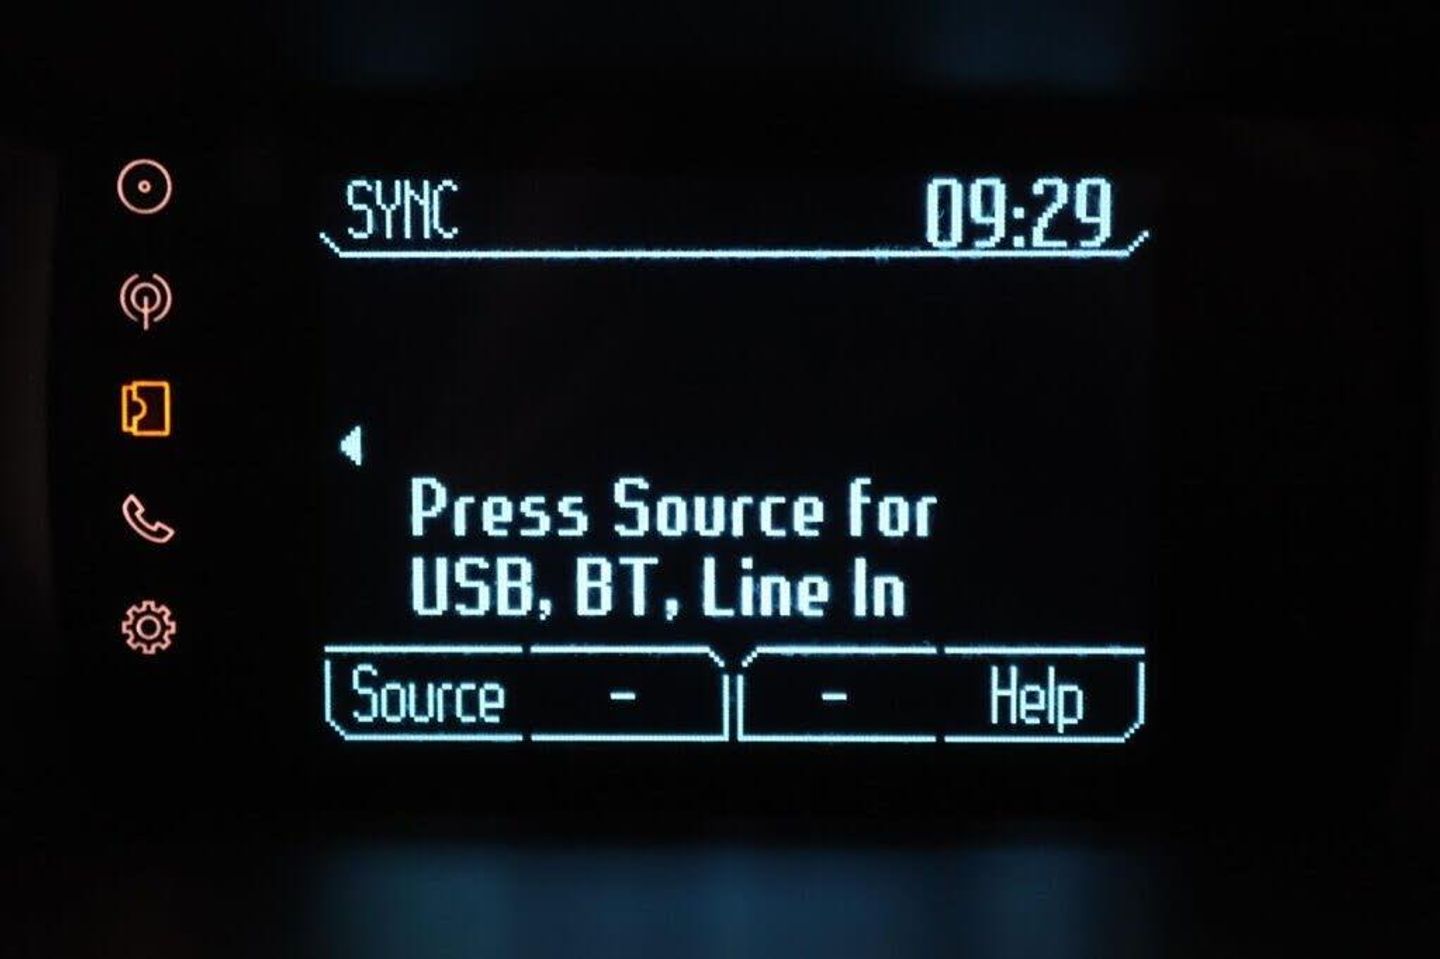 SYNC 09:29
Press Source for
USB, BT, Line In
Source - - Help